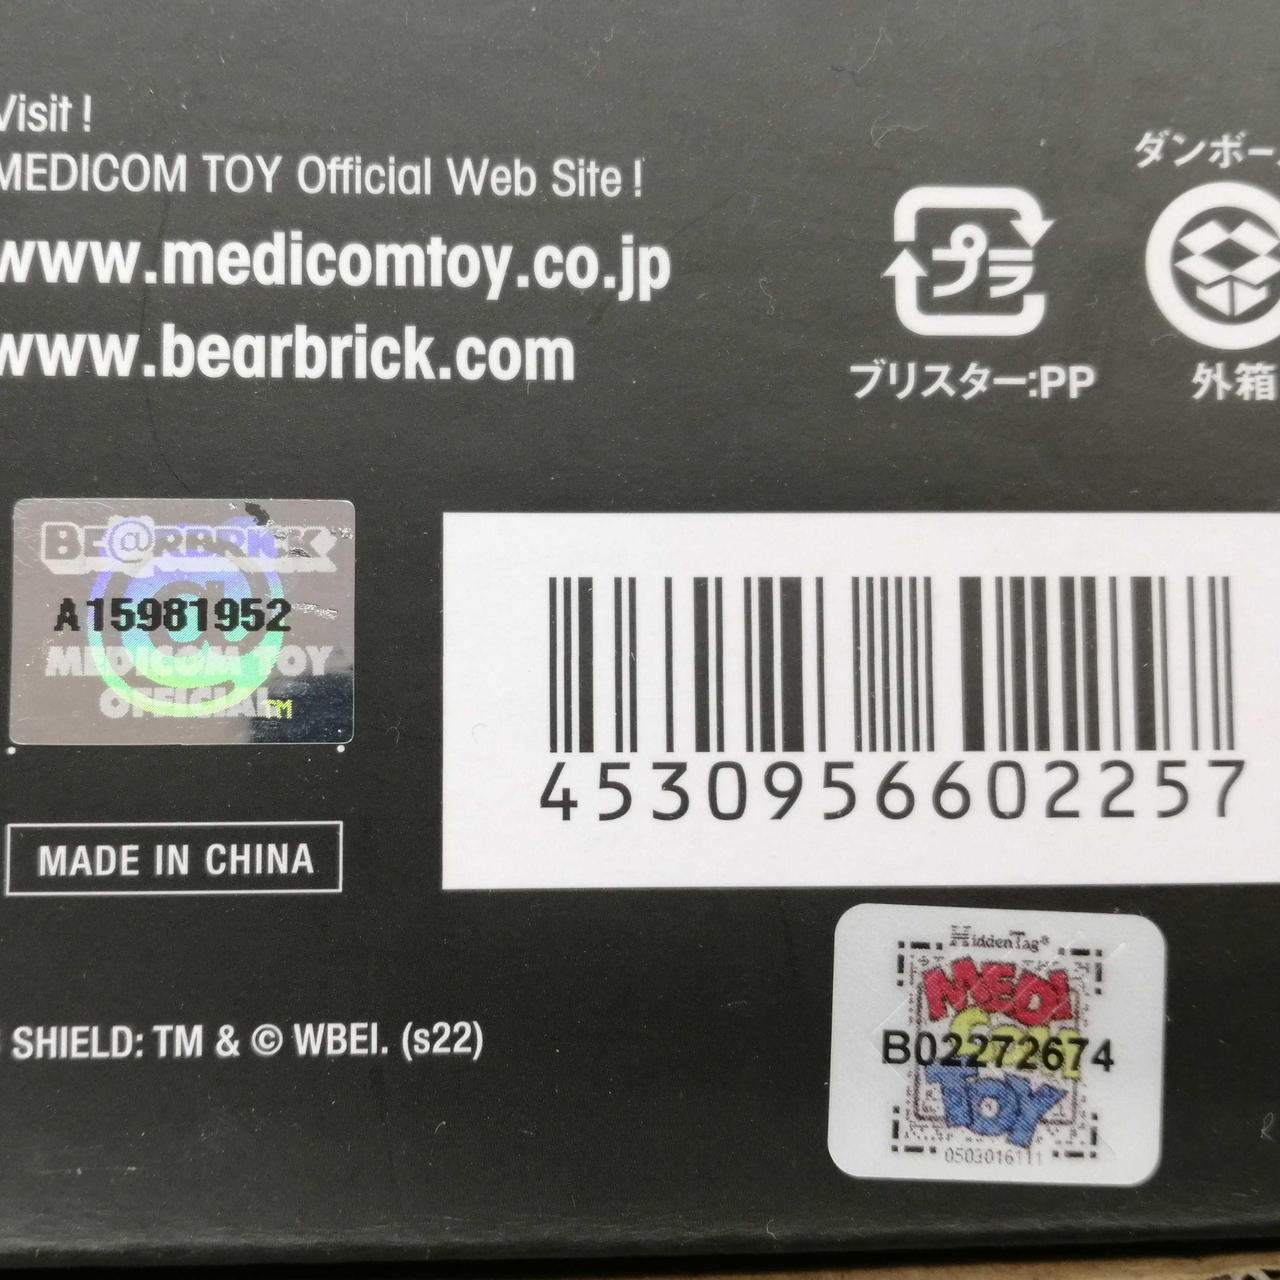 Visit !
MEDICOM TOY Official Web Site !
www.medicomtoy.co.jp
www.bearbrick.com
プラ
ブリスター:PP
ダンボー
外箱
BE@RBRICK
A15981952
MEDICOM TOY
OFFICIAL TM
4530956602257
MADE IN CHINA
SHIELD: TM & © WBEI. (s22)
HiddenTag®
MEDI
COM
TOY
B02272674
0503016111